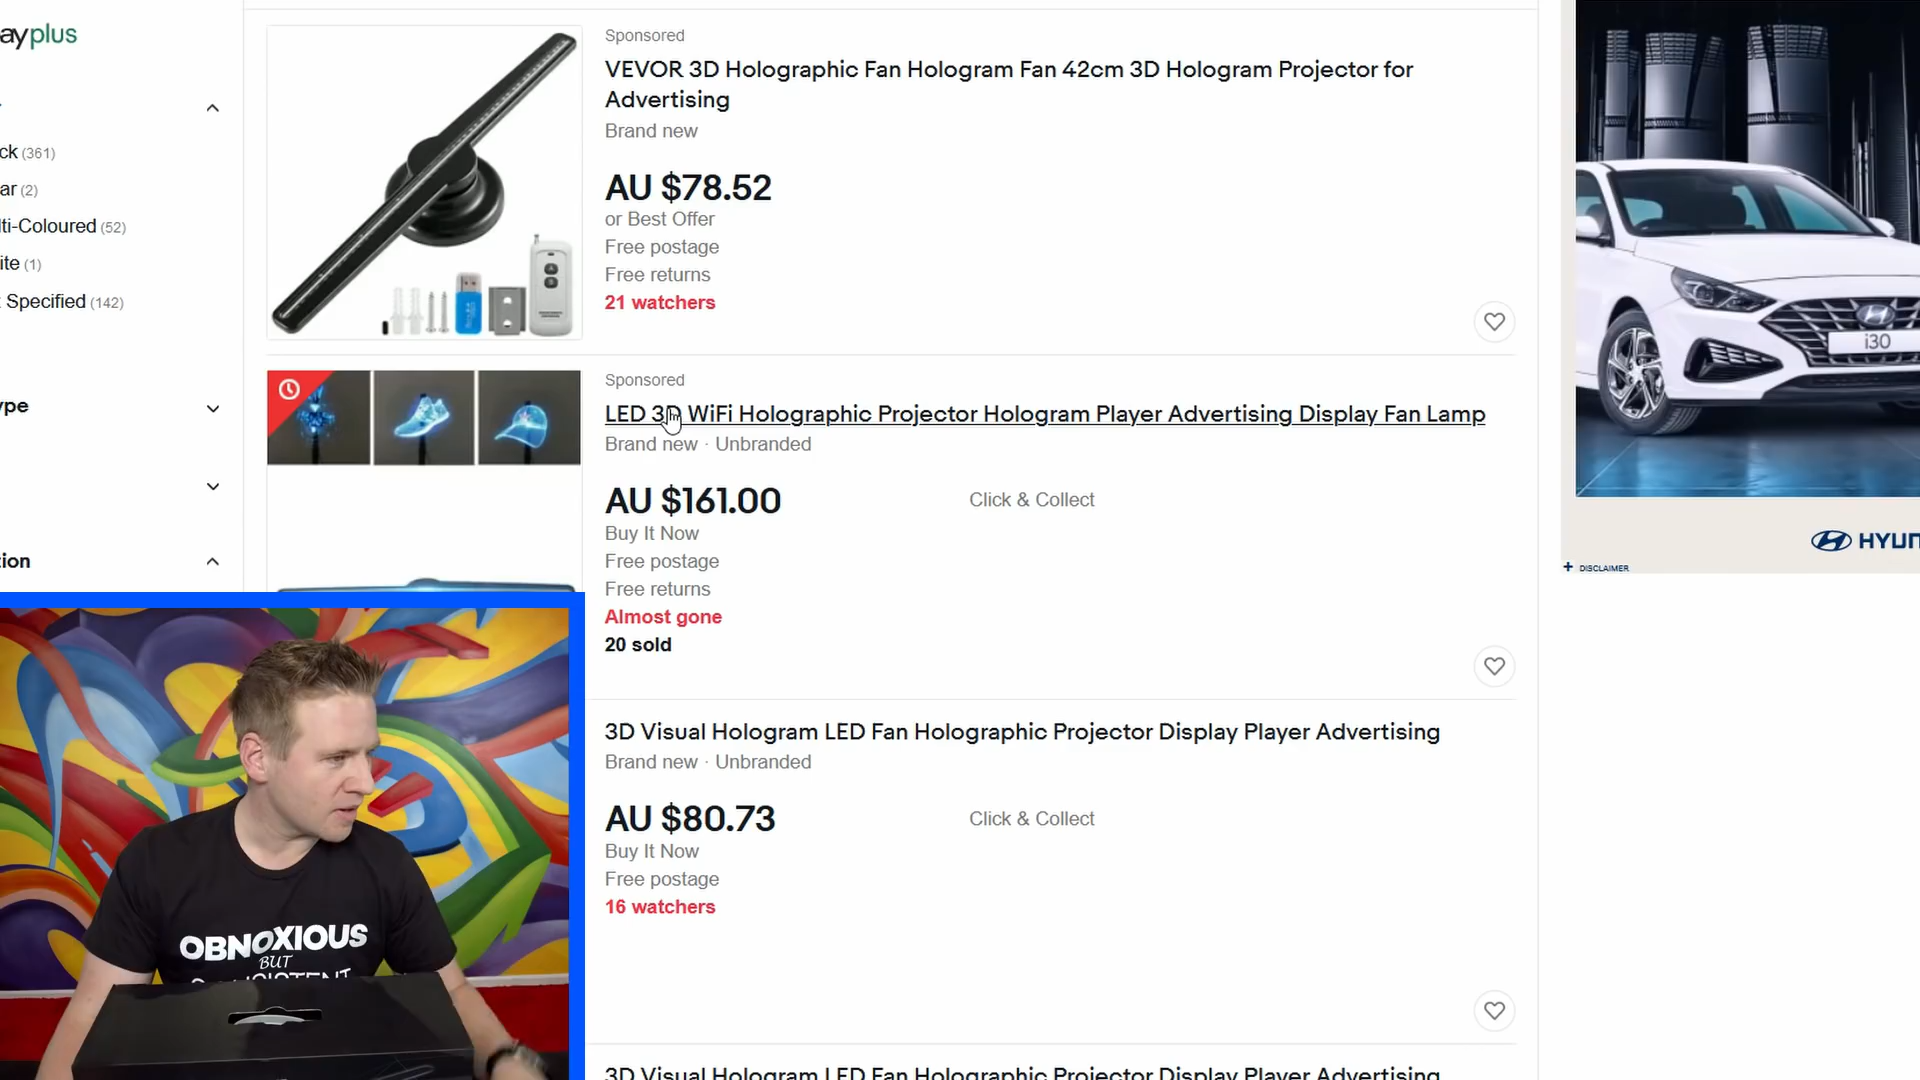 ayplus
ck (361)
ar (2)
lti-Coloured (52)
ite (1)
t Specified (142)
ype
tion
Sponsored
VEVOR 3D Holographic Fan Hologram Fan 42cm 3D Hologram Projector for
Advertising
Brand new
AU $78.52
or Best Offer
Free postage
Free returns
21 watchers
Sponsored
LED 3D WiFi Holographic Projector Hologram Player Advertising Display Fan Lamp
Brand new · Unbranded
AU $161.00
Click & Collect
Buy It Now
Free postage
Free returns
Almost gone
20 sold
3D Visual Hologram LED Fan Holographic Projector Display Player Advertising
Brand new · Unbranded
AU $80.73
Click & Collect
Buy It Now
Free postage
16 watchers
3D Visual Hologram LED Fan Holographic Projector Display Player Advertising
i30
HYUN
+ DISCLAIMER
OBNOXIOUS
BUT